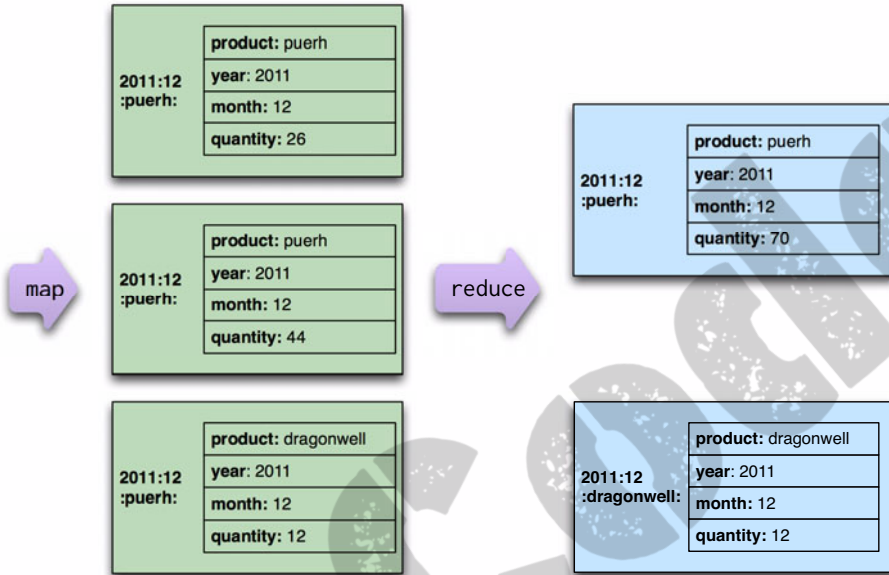 map
2011:12
:puerh:
product: puerh
year: 2011
month: 12
quantity: 26
2011:12
:puerh:
product: puerh
year: 2011
month: 12
quantity: 44
2011:12
:puerh:
product: dragonwell
year: 2011
month: 12
quantity: 12
reduce
2011:12
:puerh:
product: puerh
year: 2011
month: 12
quantity: 70
2011:12
:dragonwell:
product: dragonwell
year: 2011
month: 12
quantity: 12